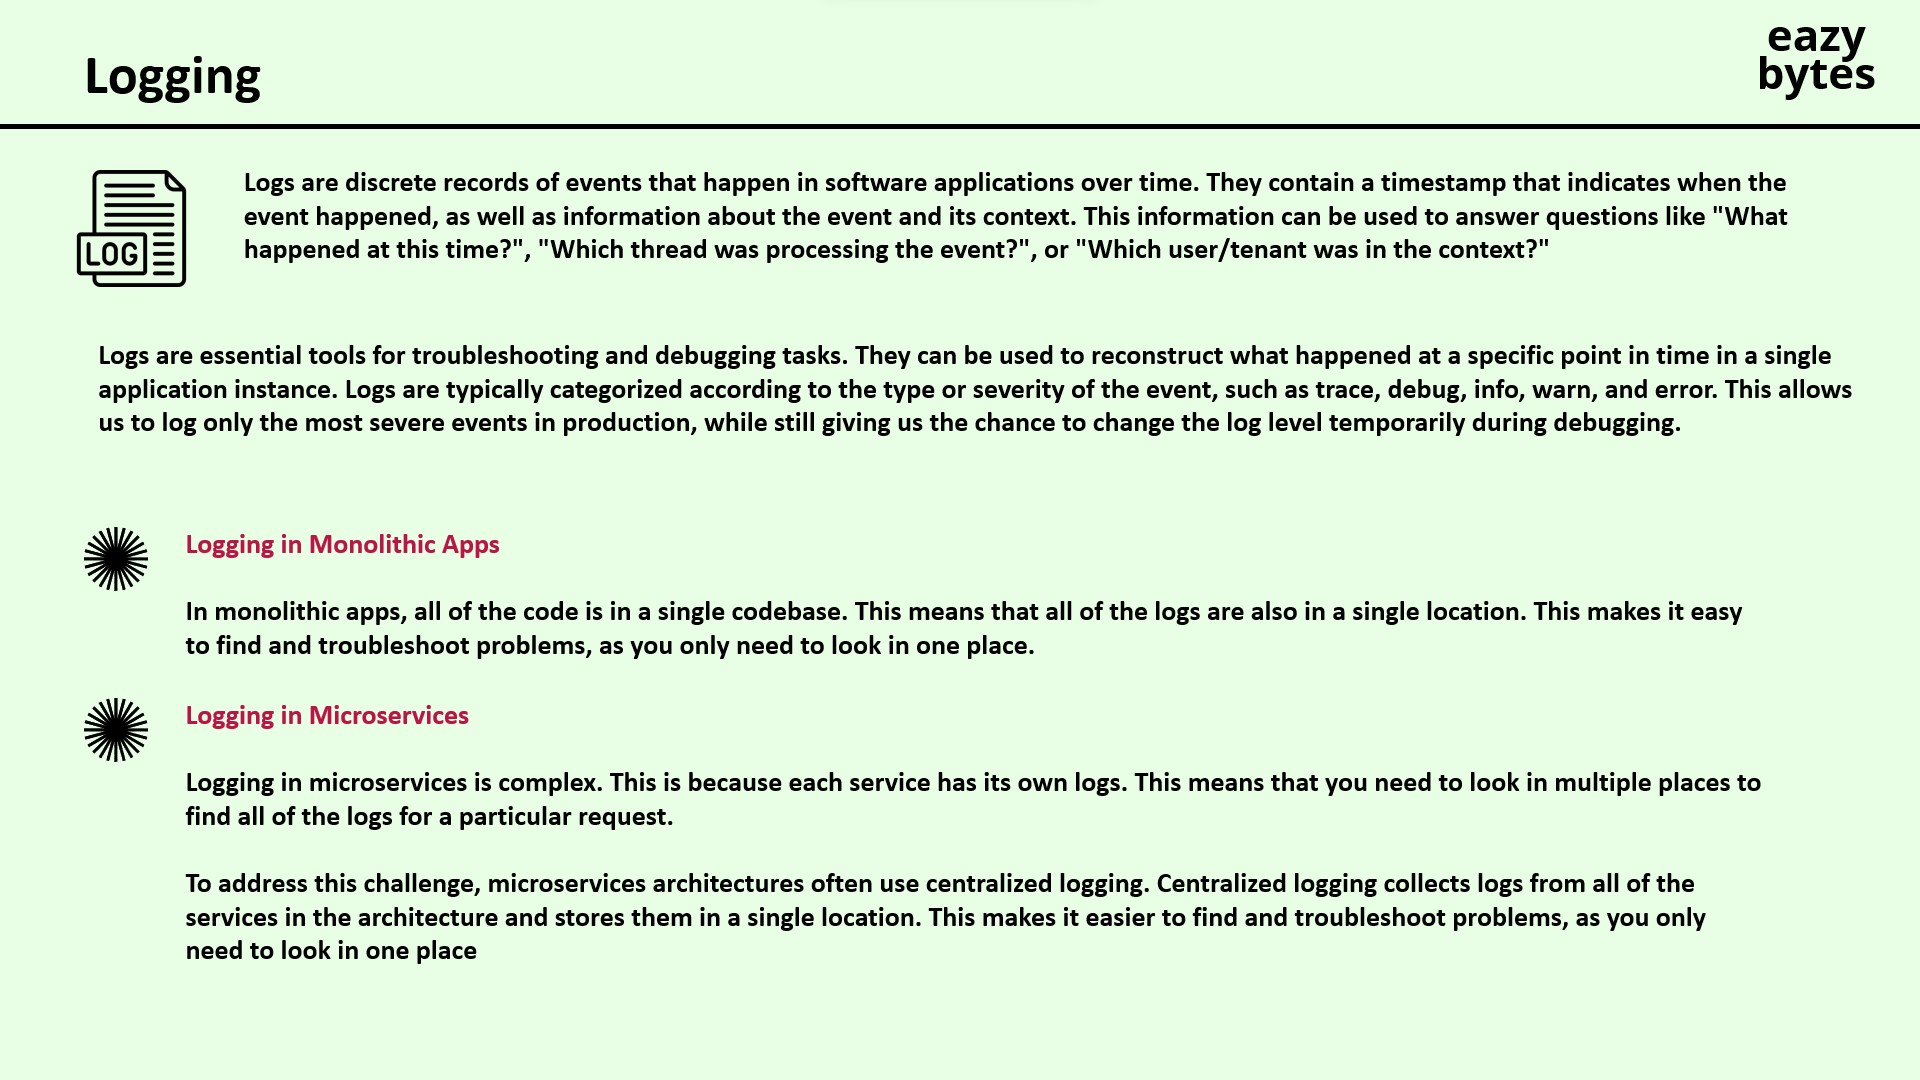 Logging
eazy
bytes
LOG
Logs are discrete records of events that happen in software applications over time. They contain a timestamp that indicates when the
event happened, as well as information about the event and its context. This information can be used to answer questions like "What
happened at this time?", "Which thread was processing the event?", or "Which user/tenant was in the context?"
Logs are essential tools for troubleshooting and debugging tasks. They can be used to reconstruct what happened at a specific point in time in a single
application instance. Logs are typically categorized according to the type or severity of the event, such as trace, debug, info, warn, and error. This allows
us to log only the most severe events in production, while still giving us the chance to change the log level temporarily during debugging.
Logging in Monolithic Apps
In monolithic apps, all of the code is in a single codebase. This means that all of the logs are also in a single location. This makes it easy
to find and troubleshoot problems, as you only need to look in one place.
Logging in Microservices
Logging in microservices is complex. This is because each service has its own logs. This means that you need to look in multiple places to
find all of the logs for a particular request.
To address this challenge, microservices architectures often use centralized logging. Centralized logging collects logs from all of the
services in the architecture and stores them in a single location. This makes it easier to find and troubleshoot problems, as you only
need to look in one place